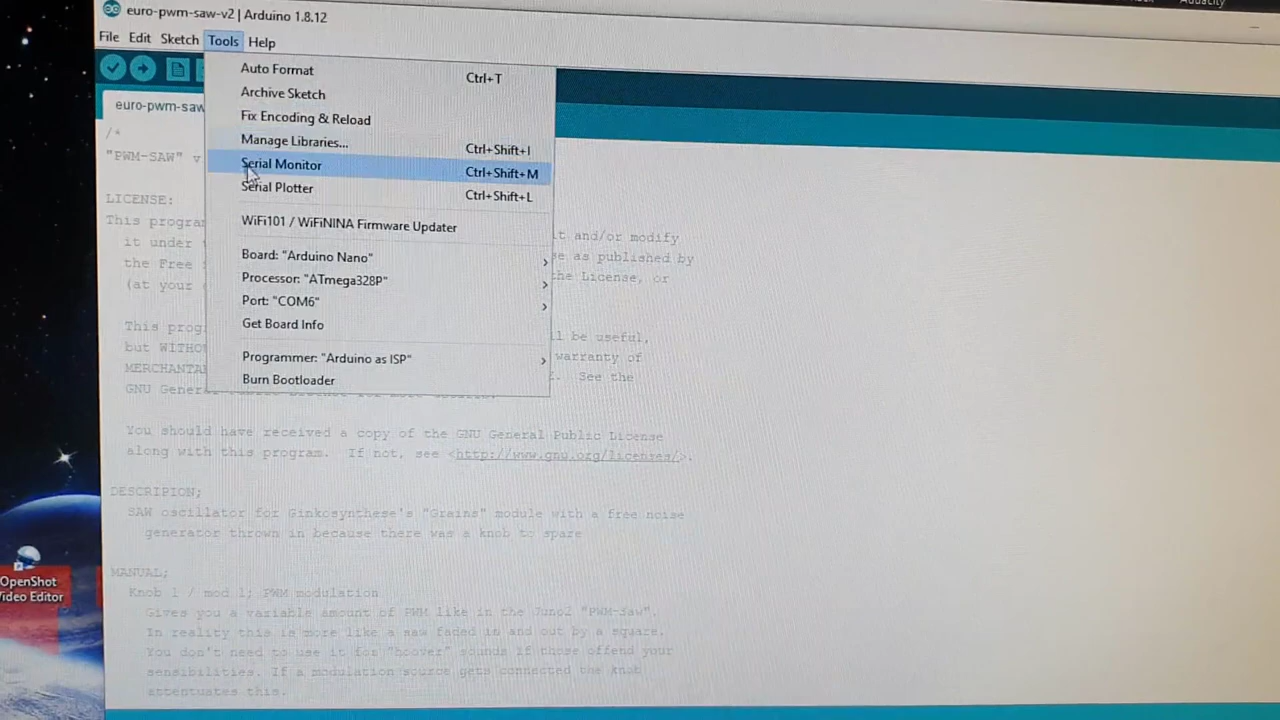 Audacity
euro-pwm-saw-v2 | Arduino 1.8.12
File Edit Sketch Tools Help
Auto Format Ctrl+T
euro-pwm-saw
Archive Sketch
Fix Encoding & Reload
/*
Manage Libraries... Ctrl+Shift+I
"PWM-SAW" v
Serial Monitor Ctrl+Shift+M
Serial Plotter Ctrl+Shift+L
LICENSE:
This program
WiFi101 / WiFiNINA Firmware Updater
it and/or modify
it under
Board: "Arduino Nano"
se as published by
the Free
Processor: "ATmega328P"
the License, or
(at your
Port: "COM6"
Get Board Info
This prog
ll be useful,
but WITHO
Programmer: "Arduino as ISP"
warranty of
MERCHANTA
Burn Bootloader
See the
GNU Gener
You should have received a copy of the GNU General Public License
along with this program. If not, see <http://www.gnu.org/licenses/>.
DESCRIPION;
SAW oscillator for Ginkosynthese's "Grains" module with a free noise
generator thrown in because there was a knob to spare
OpenShot
Video Editor
MANUAL;
Knob 1 / mod 1; PWM modulation
Gives you a variable amount of PWM like in the Juno2 "PWM-Saw".
In reality this is more like a saw faded in and out by a square.
You don't need to use it for "hoover" sounds if those offend your
sensibilities. If a modulation source gets connected the knob
attentuates this.